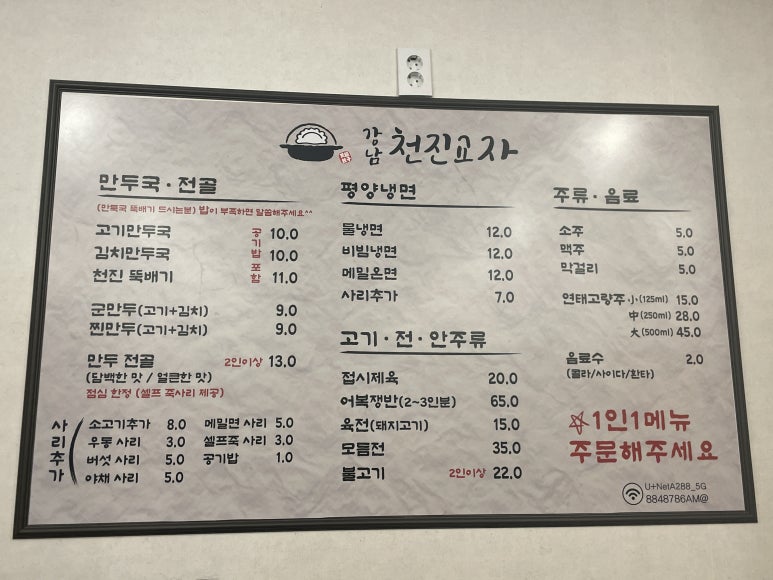 강남 천진교자
만두국 · 전골
(만둣국 뚝배기 드시는분) 밥이 부족하면 말씀해주세요^^
고기만두국 10.0
김치만두국 10.0
천진 뚝배기 11.0
공기밥포함
군만두(고기+김치) 9.0
찐만두(고기+김치) 9.0
만두 전골 2인이상 13.0
(담백한 맛 / 얼큰한 맛)
점심 한정 (셀프 죽사리 제공)
사리추가
소고기추가 8.0 메밀면 사리 5.0
우동 사리 3.0 셀프죽 사리 3.0
버섯 사리 5.0 공기밥 1.0
야채 사리 5.0
평양냉면
물냉면 12.0
비빔냉면 12.0
메밀온면 12.0
사리추가 7.0
고기 · 전 · 안주류
접시제육 20.0
어복쟁반(2~3인분) 65.0
육전(돼지고기) 15.0
모듬전 35.0
불고기 2인이상 22.0
주류 · 음료
소주 5.0
맥주 5.0
막걸리 5.0
연태고량주 · 小 (125ml) 15.0
中 (250ml) 28.0
大 (500ml) 45.0
음료수 2.0
(콜라/사이다/환타)
☆1인1메뉴
주문해주세요
U+NetA288_5G
8848786AM@